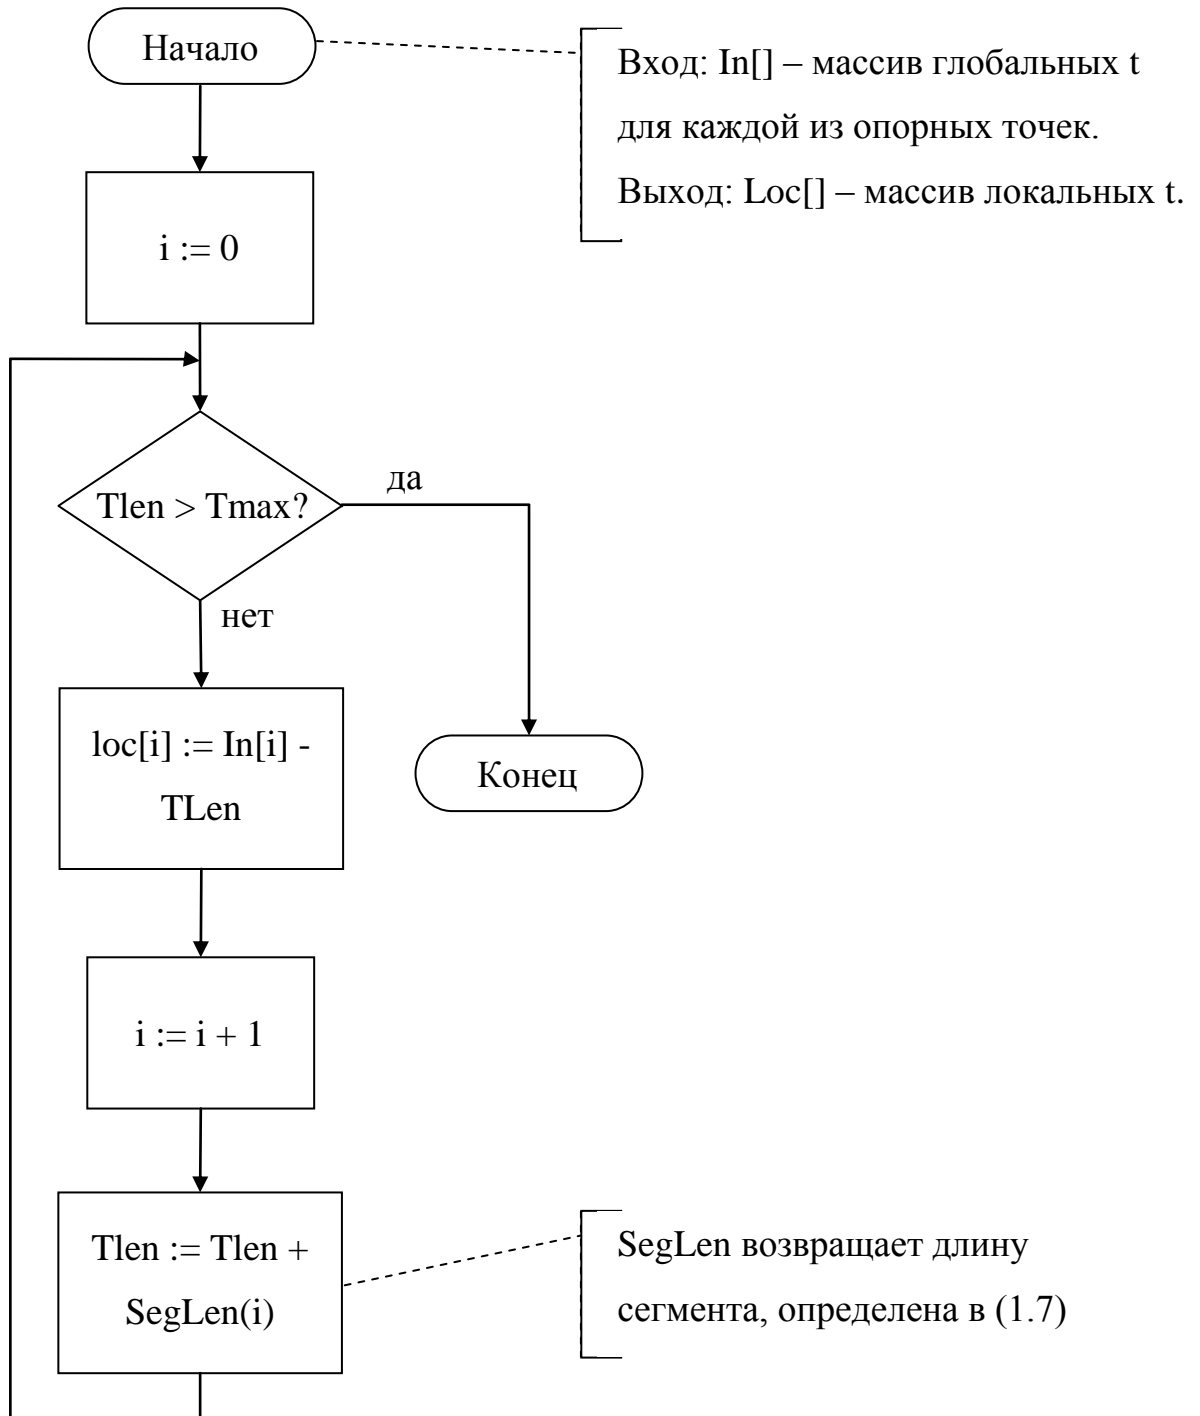 Начало
Вход: In[] – массив глобальных t
для каждой из опорных точек.
Выход: Loc[] – массив локальных t.
i := 0
Tlen > Tmax?
да
нет
loc[i] := In[i] -
TLen
Конец
i := i + 1
Tlen := Tlen +
SegLen(i)
SegLen возвращает длину
сегмента, определена в (1.7)